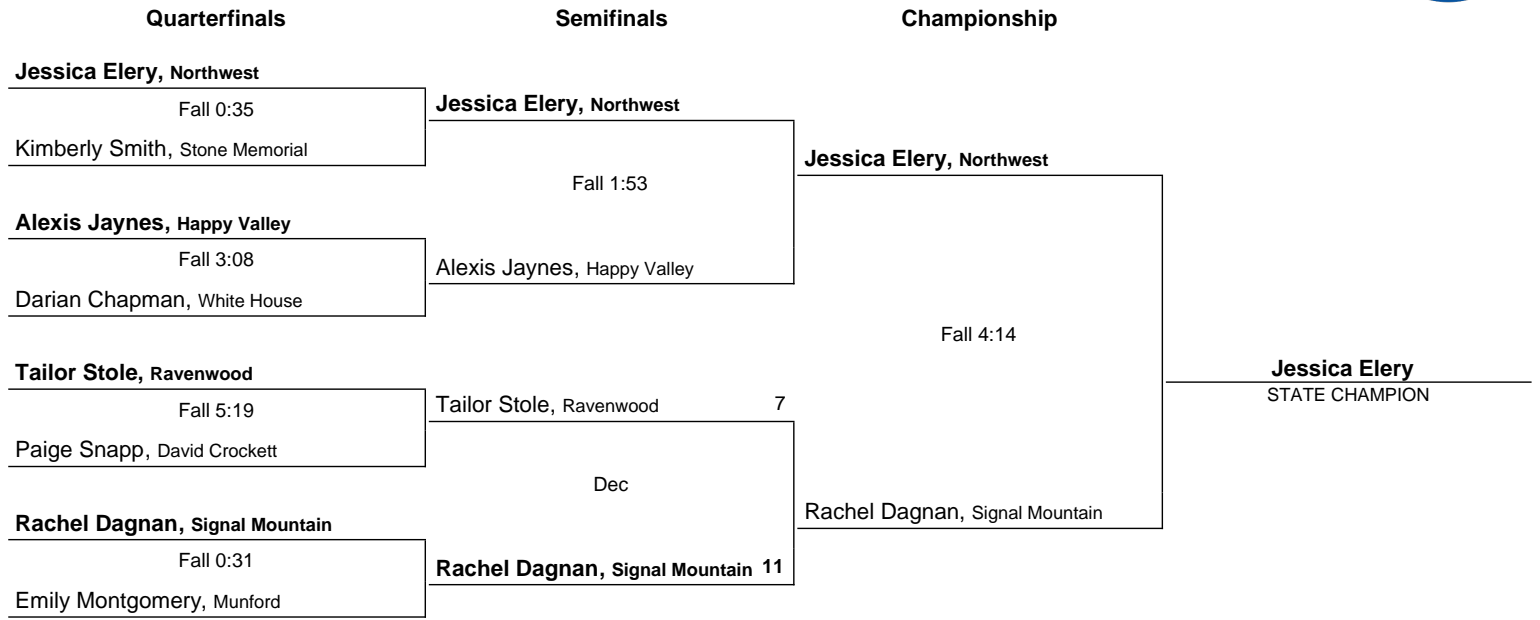 Quarterfinals Semifinals Championship
Jessica Elery, Northwest
Fall 0:35
Kimberly Smith, Stone Memorial
Alexis Jaynes, Happy Valley
Fall 3:08
Darian Chapman, White House
Tailor Stole, Ravenwood
Fall 5:19
Paige Snapp, David Crockett
Rachel Dagnan, Signal Mountain
Fall 0:31
Emily Montgomery, Munford
Jessica Elery, Northwest
Fall 1:53
Alexis Jaynes, Happy Valley
Tailor Stole, Ravenwood 7
Dec
Rachel Dagnan, Signal Mountain 11
Jessica Elery, Northwest
Fall 4:14
Rachel Dagnan, Signal Mountain
Jessica Elery
STATE CHAMPION